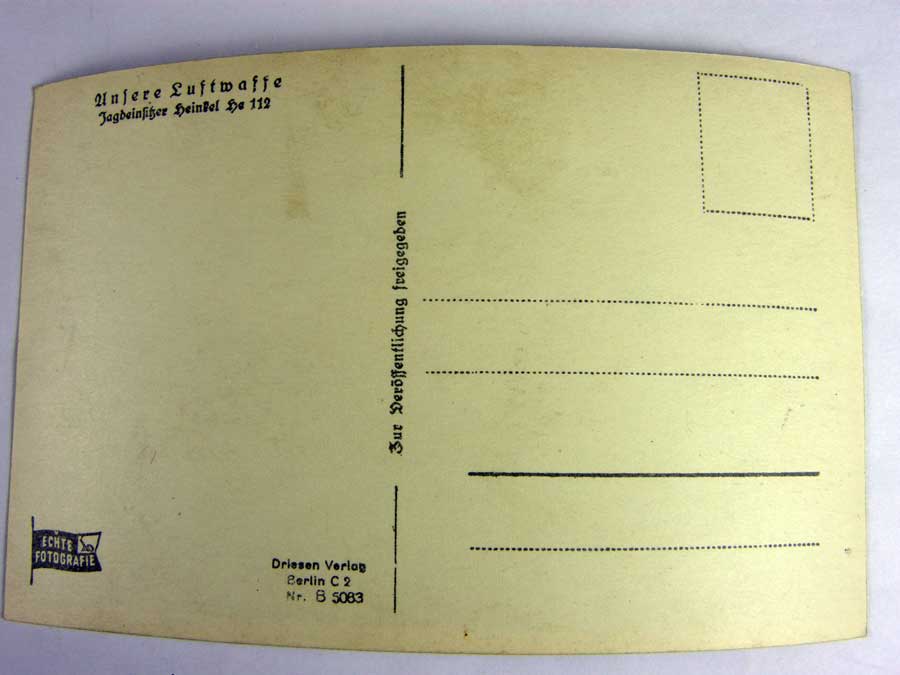 Unsere Luftwaffe
Jagdeinsitzer Heinkel He 112
Zur Veröffentlichung freigegeben
ECHTE
FOTOGRAFIE
Driesen Verlag
Berlin C 2
Nr. B 5083